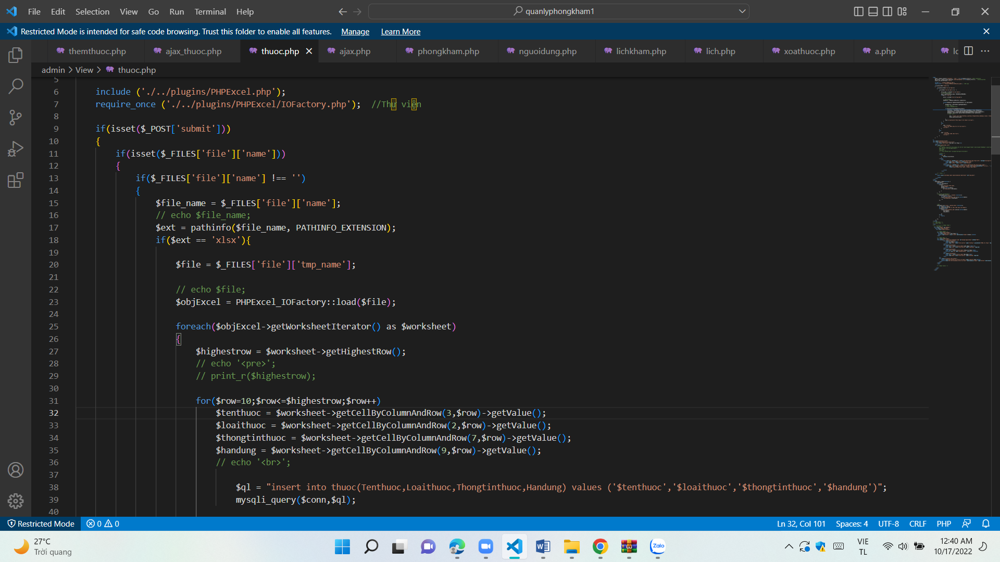 File Edit Selection View Go Run Terminal Help
quanlyphongkham1
Restricted Mode is intended for safe code browsing. Trust this folder to enable all features. Manage Learn More
themthuoc.php ajax_thuoc.php thuoc.php ajax.php phongkham.php nguoidung.php lichkham.php lich.php xoathuoc.php a.php
admin > View > thuoc.php
5
6 include ('./../plugins/PHPExcel.php');
7 require_once ('./../plugins/PHPExcel/IOFactory.php'); //Thư viện
8
9 if(isset($_POST['submit']))
10 {
11 if(isset($_FILES['file']['name']))
12 {
13 if($_FILES['file']['name'] !== '')
14 {
15 $file_name = $_FILES['file']['name'];
16 // echo $file_name;
17 $ext = pathinfo($file_name, PATHINFO_EXTENSION);
18 if($ext == 'xlsx'){
19
20 $file = $_FILES['file']['tmp_name'];
21
22 // echo $file;
23 $objExcel = PHPExcel_IOFactory::load($file);
24
25 foreach($objExcel->getWorksheetIterator() as $worksheet)
26 {
27 $highestrow = $worksheet->getHighestRow();
28 // echo '<pre>';
29 // print_r($highestrow);
30
31 for($row=10;$row<=$highestrow;$row++)
32 $tenthuoc = $worksheet->getCellByColumnAndRow(3,$row)->getValue();
33 $loaithuoc = $worksheet->getCellByColumnAndRow(2,$row)->getValue();
34 $thongtinthuoc = $worksheet->getCellByColumnAndRow(7,$row)->getValue();
35 $handung = $worksheet->getCellByColumnAndRow(9,$row)->getValue();
36 // echo '<br>';
37
38 $ql = "insert into thuoc(Tenthuoc,Loaithuoc,Thongtinthuoc,Handung) values ('$tenthuoc','$loaithuoc','$thongtinthuoc','$handung')";
39 mysqli_query($conn,$ql);
40
Restricted Mode 0 0 Ln 32, Col 101 Spaces: 4 UTF-8 CRLF PHP
27°C
Trời quang
Zalo
VIE
TL
12:40 AM
10/17/2022